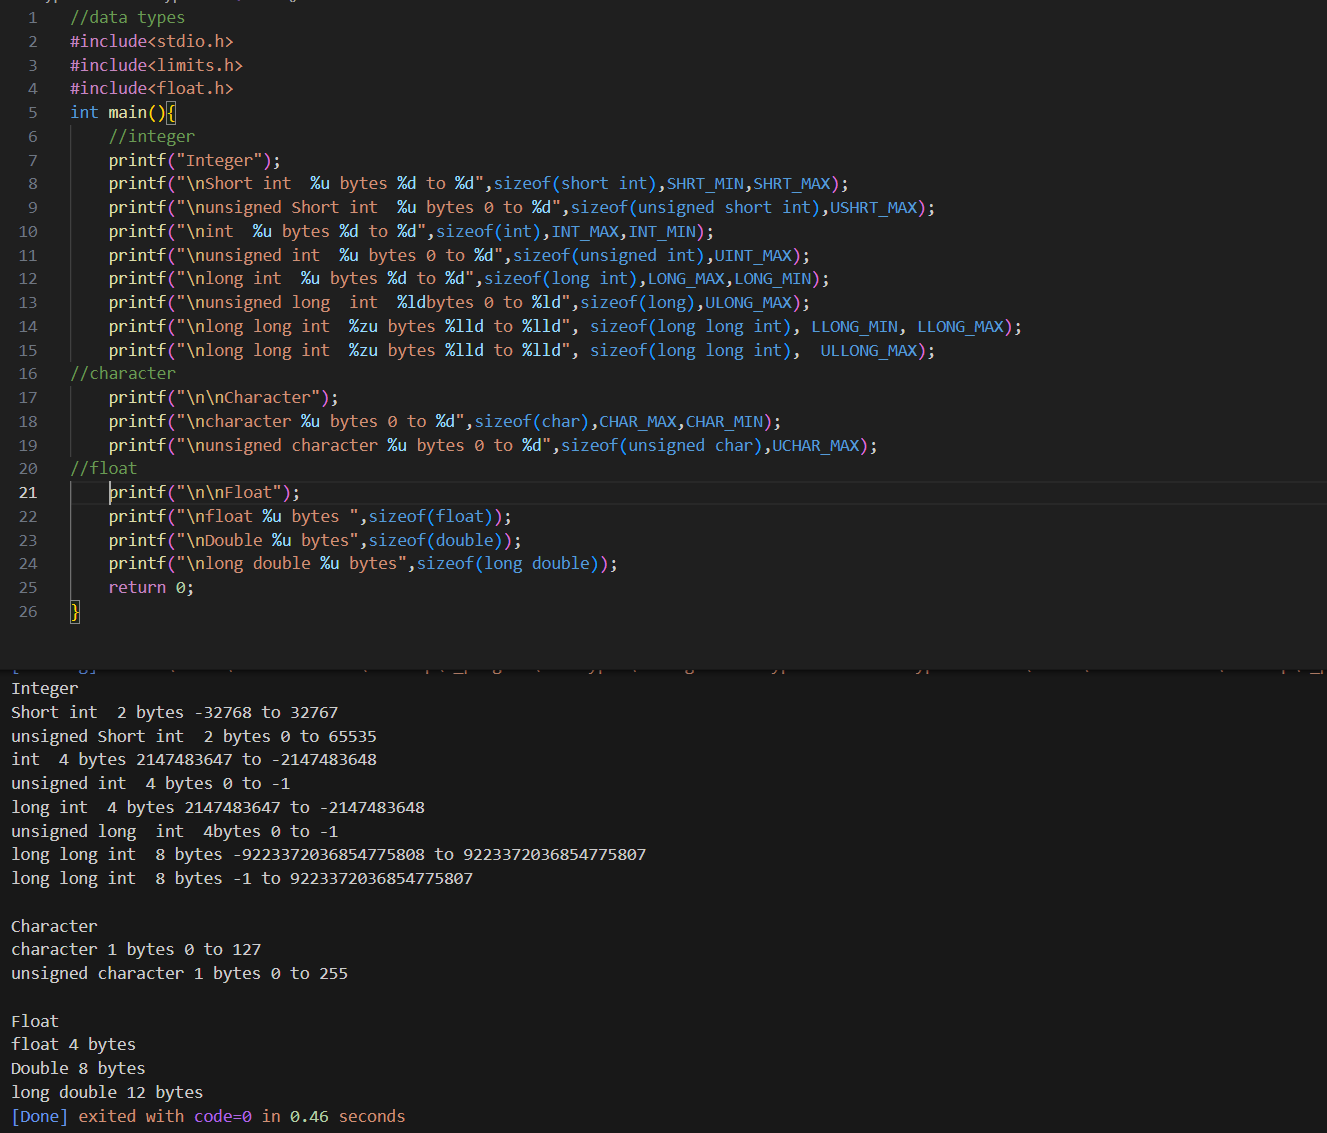 1 //data types
2 #include<stdio.h>
3 #include<limits.h>
4 #include<float.h>
5 int main(){
6     //integer
7     printf("Integer");
8     printf("\nShort int  %u bytes %d to %d",sizeof(short int),SHRT_MIN,SHRT_MAX);
9     printf("\nunsigned Short int  %u bytes 0 to %d",sizeof(unsigned short int),USHRT_MAX);
10     printf("\nint  %u bytes %d to %d",sizeof(int),INT_MAX,INT_MIN);
11     printf("\nunsigned int  %u bytes 0 to %d",sizeof(unsigned int),UINT_MAX);
12     printf("\nlong int  %u bytes %d to %d",sizeof(long int),LONG_MAX,LONG_MIN);
13     printf("\nunsigned long  int  %ldbytes 0 to %ld",sizeof(long),ULONG_MAX);
14     printf("\nlong long int  %zu bytes %lld to %lld", sizeof(long long int), LLONG_MIN, LLONG_MAX);
15     printf("\nlong long int  %zu bytes %lld to %lld", sizeof(long long int),  ULLONG_MAX);
16 //character
17     printf("\n\nCharacter");
18     printf("\ncharacter %u bytes 0 to %d",sizeof(char),CHAR_MAX,CHAR_MIN);
19     printf("\nunsigned character %u bytes 0 to %d",sizeof(unsigned char),UCHAR_MAX);
20 //float
21     printf("\n\nFloat");
22     printf("\nfloat %u bytes ",sizeof(float));
23     printf("\nDouble %u bytes",sizeof(double));
24     printf("\nlong double %u bytes",sizeof(long double));
25     return 0;
26 }
Integer
Short int  2 bytes -32768 to 32767
unsigned Short int  2 bytes 0 to 65535
int  4 bytes 2147483647 to -2147483648
unsigned int  4 bytes 0 to -1
long int  4 bytes 2147483647 to -2147483648
unsigned long  int  4bytes 0 to -1
long long int  8 bytes -9223372036854775808 to 9223372036854775807
long long int  8 bytes -1 to 9223372036854775807
Character
character 1 bytes 0 to 127
unsigned character 1 bytes 0 to 255
Float
float 4 bytes
Double 8 bytes
long double 12 bytes
[Done] exited with code=0 in 0.46 seconds